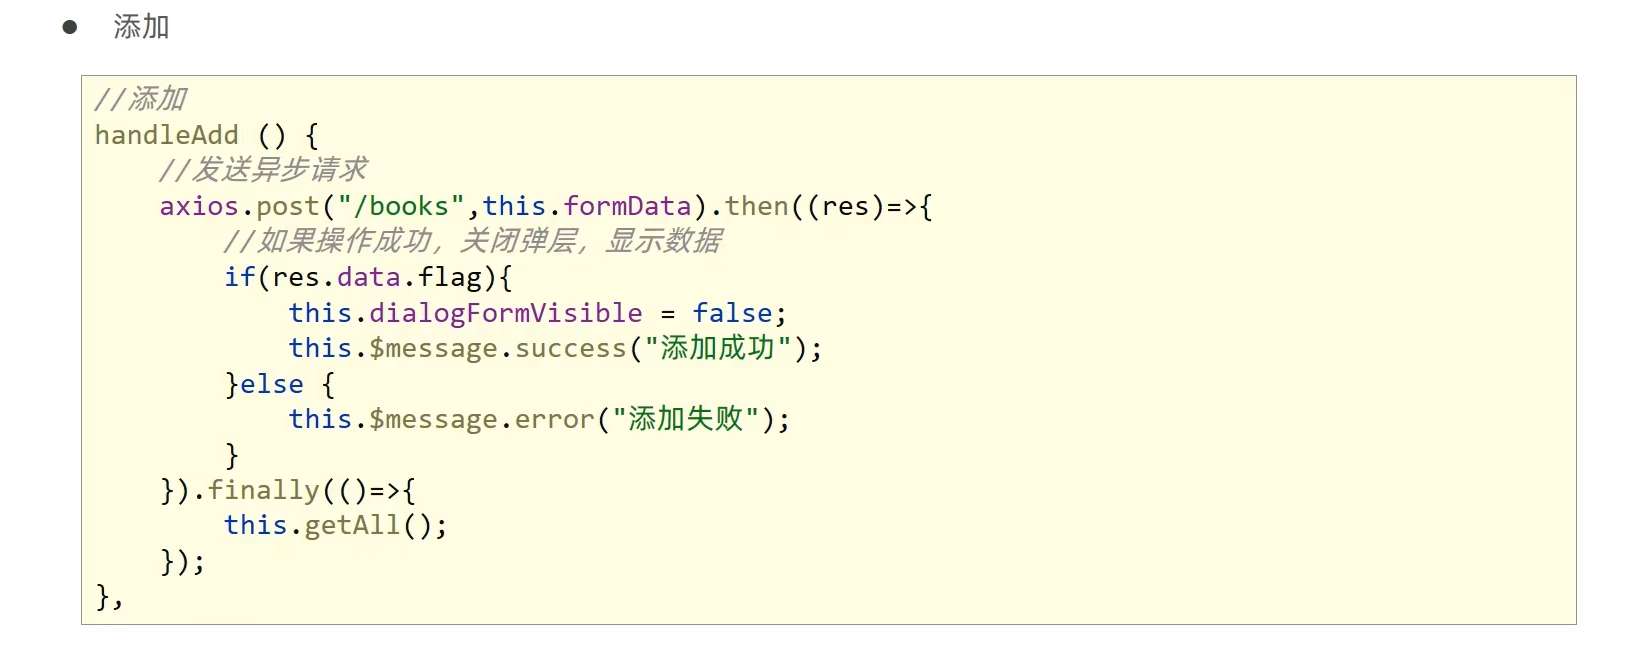 ● 添加
//添加
handleAdd () {
    //发送异步请求
    axios.post("/books",this.formData).then((res)=>{
        //如果操作成功，关闭弹层，显示数据
        if(res.data.flag){
            this.dialogFormVisible = false;
            this.$message.success("添加成功");
        }else {
            this.$message.error("添加失败");
        }
    }).finally(()=>{
        this.getAll();
    });
},